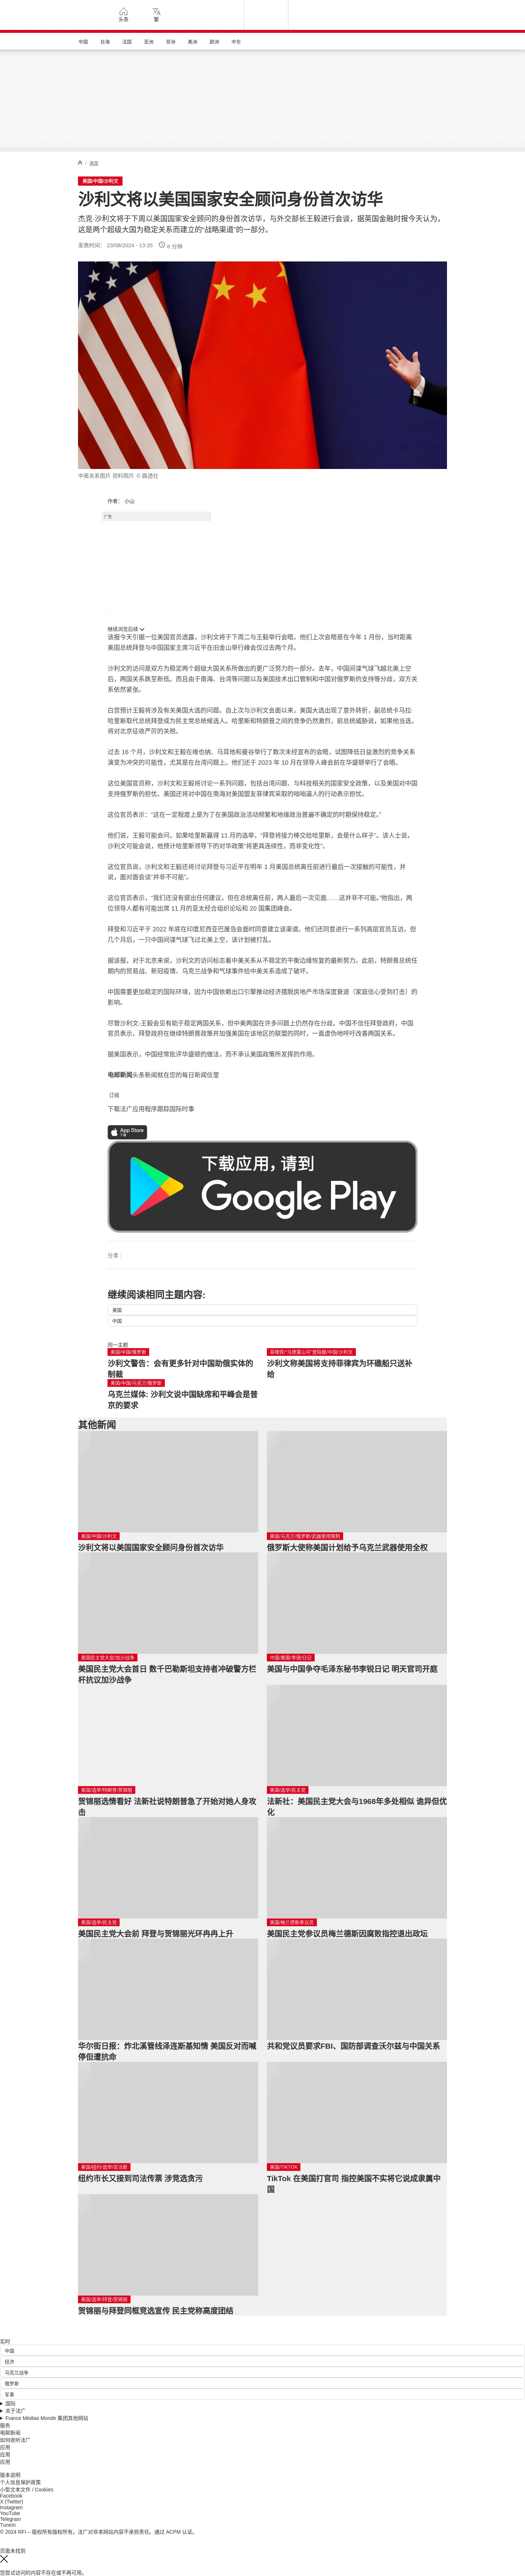 头条
繁
中国
台海
法国
亚洲
非洲
美洲
欧洲
中东
/ 美国
美国/中国/沙利文
沙利文将以美国国家安全顾问身份首次访华
杰克·沙利文将于下周以美国国家安全顾问的身份首次访华，与外交部长王毅进行会谈，据英国金融时报今天认为，
这是两个超级大国为稳定关系而建立的“战略渠道”的一部分。
发表时间： 23/08/2024 - 13:35
8 分钟
中美关系图片 资料照片 © 路透社
作者： 小山
广告
继续浏览后续
该报今天引据一位美国官员透露，沙利文将于下周二与王毅举行会晤。他们上次会晤是在今年 1 月份，当时距离
美国总统拜登与中国国家主席习近平在旧金山举行峰会仅过去两个月。
沙利文的访问是双方为稳定两个超级大国关系所做出的更广泛努力的一部分。去年，中国间谍气球飞越北美上空
后，两国关系跌至新低。而且由于南海、台湾等问题以及美国技术出口管制和中国对俄罗斯的支持等分歧，双方关
系依然紧张。
白宫预计王毅将涉及有关美国大选的问题。自上次与沙利文会面以来，美国大选出现了意外转折，副总统卡马拉·
哈里斯取代总统拜登成为民主党总统候选人。哈里斯和特朗普之间的竞争仍然激烈，前总统威胁说，如果他当选，
将对北京征收严厉的关税。
过去 16 个月，沙利文和王毅在维也纳、马耳他和曼谷举行了数次未经宣布的会晤，试图降低日益激烈的竞争关系
演变为冲突的可能性，尤其是在台湾问题上。他们还于 2023 年 10 月在领导人峰会前在华盛顿举行了会晤。
这位美国官员称，沙利文和王毅将讨论一系列问题，包括台湾问题、与科技相关的国家安全政策，以及美国对中国
支持俄罗斯的担忧。美国还将对中国在南海对美国盟友菲律宾采取的咄咄逼人的行动表示担忧。
这位官员表示：“这在一定程度上是为了在美国政治活动频繁和地缘政治普遍不确定的时期保持稳定。”
他们说，王毅可能会问，如果哈里斯赢得 11 月的选举，“拜登将接力棒交给哈里斯，会是什么样子”。该人士说，
沙利文可能会说，他预计哈里斯领导下的对华政策“将更具连续性，而非变化性”。
这位官员说，沙利文和王毅还将讨论拜登与习近平在明年 1 月美国总统离任前进行最后一次接触的可能性，并
说，面对面会谈“并非不可能”。
这位官员表示，“我们还没有提出任何建议，但在总统离任前，两人最后一次见面……这并非不可能。”他指出，两
位领导人都有可能出席 11 月的亚太经合组织论坛和 20 国集团峰会。
拜登和习近平于 2022 年底在印度尼西亚巴厘岛会面时同意建立该渠道。他们还同意进行一系列高层官员互访。但
几个月后，一只中国间谍气球飞过北美上空，该计划被打乱。
据该报，对于北京来说，沙利文的访问标志着中美关系从不稳定的平衡边缘恢复的最新努力。此前，特朗普总统任
期内的贸易战、新冠疫情、乌克兰战争和气球事件给中美关系造成了破坏。
中国需要更加稳定的国际环境，因为中国依赖出口引擎推动经济摆脱房地产市场深度衰退（家庭信心受到打击）的
影响。
尽管沙利文-王毅会见有助于稳定两国关系，但中美两国在许多问题上仍然存在分歧。中国不信任拜登政府，中国
官员表示，拜登政府在继续特朗普政策并加强美国在该地区的联盟的同时，一直虚伪地呼吁改善两国关系。
据美国表示，中国经常批评华盛顿的做法，而不承认美国政策所发挥的作用。
电邮新闻头条新闻就在您的每日新闻信里
订阅
下载法广应用程序跟踪国际时事
App Store
下载
下载应用，请到
Google Play
分享 :
继续阅读相同主题内容:
美国
中国
同一主题
美国/中国/俄罗斯
沙利文警告：会有更多针对中国助俄实体的
制裁
菲律宾/“马德雷山号”登陆舰/中国/沙利文
沙利文称美国将支持菲律宾为环礁船只送补
给
美国/中国/乌克兰/俄罗斯
乌克兰媒体: 沙利文说中国缺席和平峰会是普
京的要求
其他新闻
美国/中国/沙利文
沙利文将以美国国家安全顾问身份首次访华
美国/乌克兰/俄罗斯/武器使用限制
俄罗斯大使称美国计划给予乌克兰武器使用全权
美国民主党大会/加沙战争
美国民主党大会首日 数千巴勒斯坦支持者冲破警方栏
杆抗议加沙战争
中国/美国/李锐/日记
美国与中国争夺毛泽东秘书李锐日记 明天官司开庭
美国/选举/特朗普/贺锦丽
贺锦丽选情看好 法新社说特朗普急了开始对她人身攻
击
美国/选举/民主党
法新社：美国民主党大会与1968年多处相似 诡异但优
化
美国/选举/民主党
美国民主党大会前 拜登与贺锦丽光环冉冉上升
美国/梅兰德斯参议员
美国民主党参议员梅兰德斯因腐败指控退出政坛
华尔街日报：炸北溪管线泽连斯基知情 美国反对而喊
停但遭抗命
共和党议员要求FBI、国防部调查沃尔兹与中国关系
美国/纽约/选举/亚当斯
纽约市长又接到司法传票 涉竞选贪污
美国/TIKTOK
TikTok 在美国打官司 指控美国不实将它说成隶属中
国
美国/选举/拜登/贺锦丽
贺锦丽与拜登同框竞选宣传 民主党称高度团结
实时
中国
经济
马克兰战争
俄罗斯
军事
国际
关于法广
France Médias Monde 集团其他网站
服务
电邮新闻
如何收听法广
应用
应用
应用
版本说明
个人信息保护政策
小型文本文件 / Cookies
Facebook
X (Twitter)
Instagram
YouTube
Telegram
TuneIn
© 2024 RFI – 版权所有版权所有。法广对非本网站内容不承担责任。通过 ACPM 认证。
页面未找到
您尝试访问的内容不存在或不再可用。